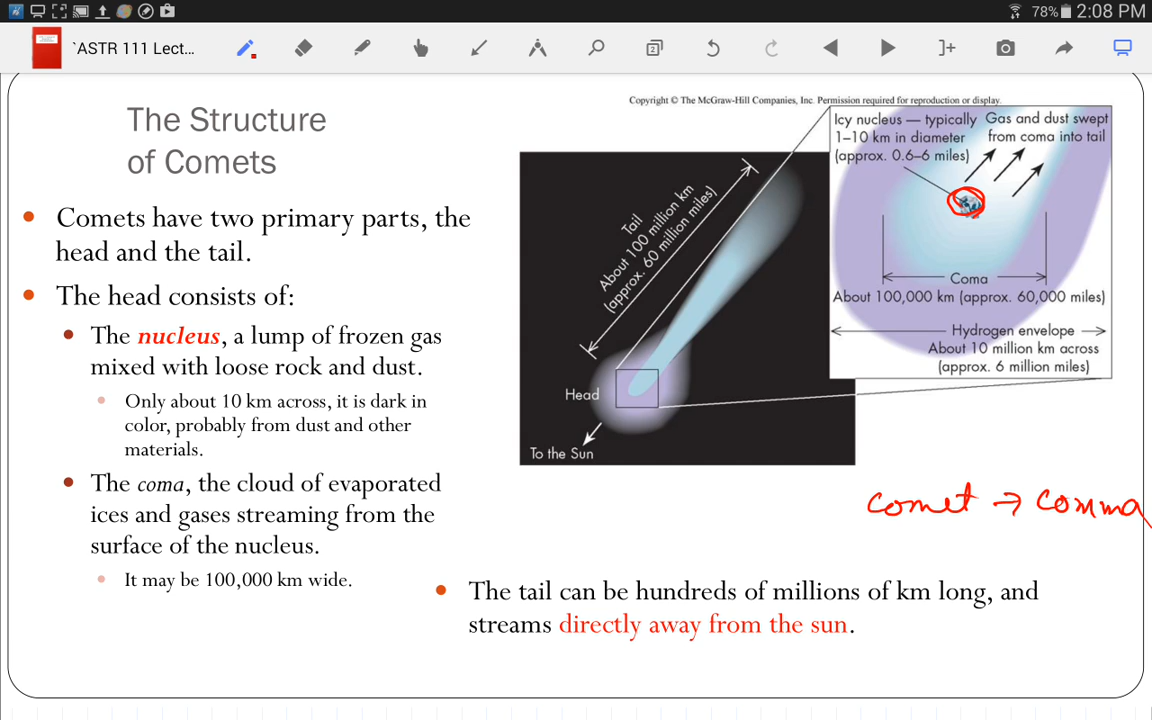 78% 2:08 PM
`ASTR 111 Lect...
2
Copyright © The McGraw-Hill Companies, Inc. Permission required for reproduction or display.
The Structure
of Comets
Comets have two primary parts, the
head and the tail.
The head consists of:
The nucleus, a lump of frozen gas
mixed with loose rock and dust.
Only about 10 km across, it is dark in
color, probably from dust and other
materials.
The coma, the cloud of evaporated
ices and gases streaming from the
surface of the nucleus.
It may be 100,000 km wide.
Tail
About 100 million km
(approx. 60 million miles)
Head
To the Sun
Icy nucleus — typically
1–10 km in diameter
(approx. 0.6–6 miles)
Gas and dust swept
from coma into tail
Coma
About 100,000 km (approx. 60,000 miles)
Hydrogen envelope
About 10 million km across
(approx. 6 million miles)
comet → comma
The tail can be hundreds of millions of km long, and
streams directly away from the sun.